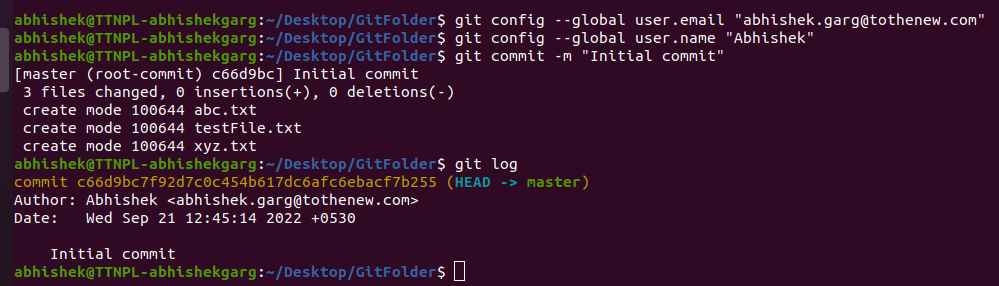 abhishek@TTNPL-abhishekgarg:~/Desktop/GitFolder$ git config --global user.email "abhishek.garg@tothenew.com"
abhishek@TTNPL-abhishekgarg:~/Desktop/GitFolder$ git config --global user.name "Abhishek"
abhishek@TTNPL-abhishekgarg:~/Desktop/GitFolder$ git commit -m "Initial commit"
[master (root-commit) c66d9bc] Initial commit
 3 files changed, 0 insertions(+), 0 deletions(-)
 create mode 100644 abc.txt
 create mode 100644 testFile.txt
 create mode 100644 xyz.txt
abhishek@TTNPL-abhishekgarg:~/Desktop/GitFolder$ git log
commit c66d9bc7f92d7c0c454b617dc6afc6ebacf7b255 (HEAD -> master)
Author: Abhishek <abhishek.garg@tothenew.com>
Date:   Wed Sep 21 12:45:14 2022 +0530

    Initial commit
abhishek@TTNPL-abhishekgarg:~/Desktop/GitFolder$